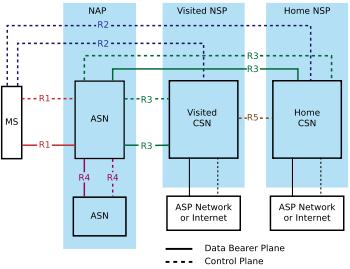 NAP
Visited NSP
Home NSP
R2
R2
R3
R3
R1
R3
MS
ASN
Visited
CSN
R5
Home
CSN
R1
R3
R4
R4
ASN
ASP Network
or Internet
ASP Network
or Internet
Data Bearer Plane
Control Plane